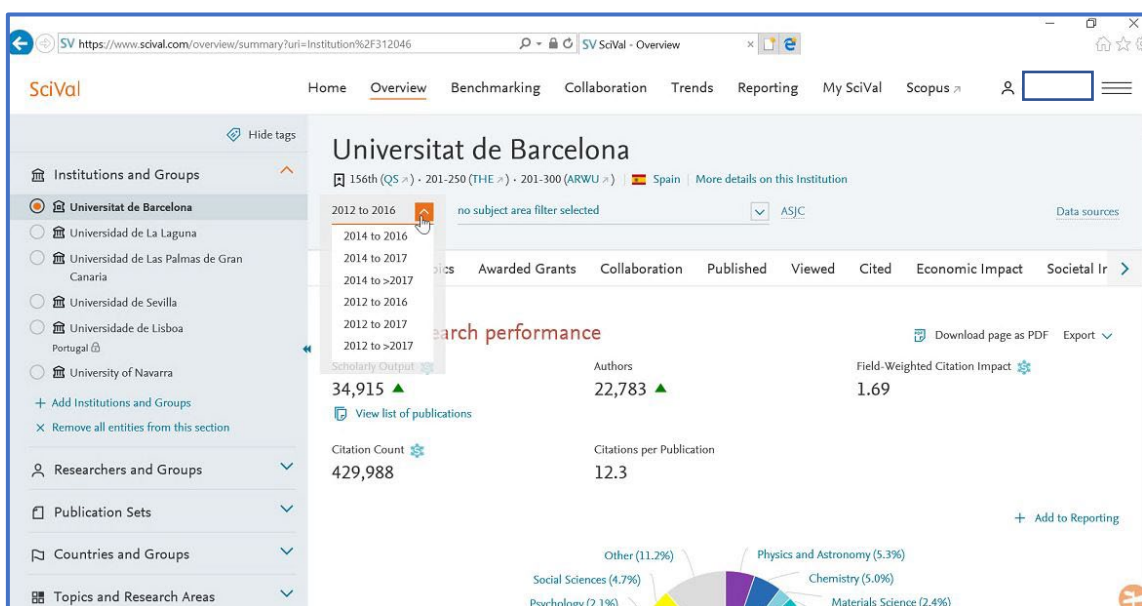 SV https://www.scival.com/overview/summary?uri=Institution%2F312046
SV SciVal - Overview
SciVal
Home Overview Benchmarking Collaboration Trends Reporting My SciVal Scopus
Hide tags
Institutions and Groups
Universitat de Barcelona
Universidad de La Laguna
Universidad de Las Palmas de Gran
Canaria
Universidad de Sevilla
Universidade de Lisboa
Portugal
University of Navarra
+ Add Institutions and Groups
× Remove all entities from this section
Researchers and Groups
Publication Sets
Countries and Groups
Topics and Research Areas
Universitat de Barcelona
156th (QS) · 201-250 (THE) · 201-300 (ARWU) | Spain | More details on this Institution
2012 to 2016 no subject area filter selected ASJC Data sources
2014 to 2016
2014 to 2017
2014 to >2017
2012 to 2016
2012 to 2017
2012 to >2017
Awarded Grants Collaboration Published Viewed Cited Economic Impact Societal Ir
earch performance
Download page as PDF Export
Scholarly Output
34,915
View list of publications
Authors
22,783
Field-Weighted Citation Impact
1.69
Citation Count
429,988
Citations per Publication
12.3
+ Add to Reporting
Other (11.2%)
Social Sciences (4.7%)
Psychology (2.1%)
Physics and Astronomy (5.3%)
Chemistry (5.0%)
Materials Science (2.4%)